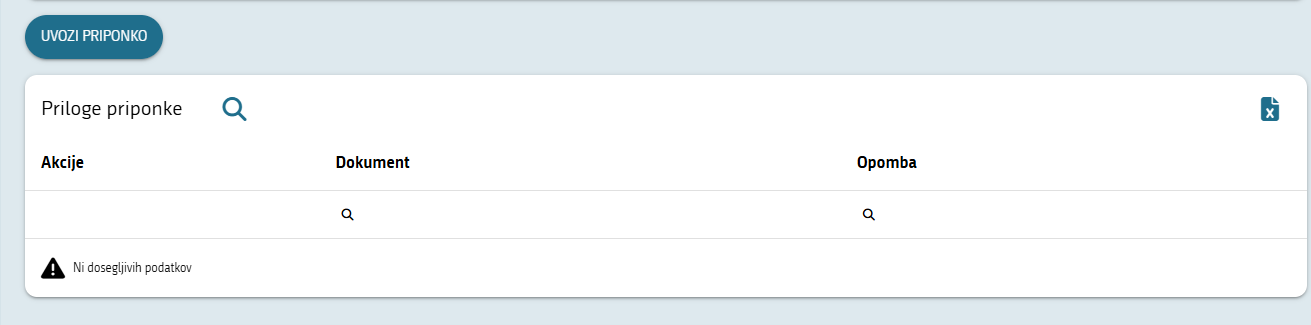 UVOZI PRIPONKO
Priloge priponke
Akcije Dokument Opomba
Ni dosegljivih podatkov